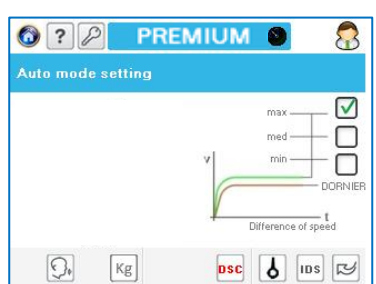 ? PREMIUM
Auto mode setting
max
med
min
v
DORNIER
t
Difference of speed
Kg DSC IDS